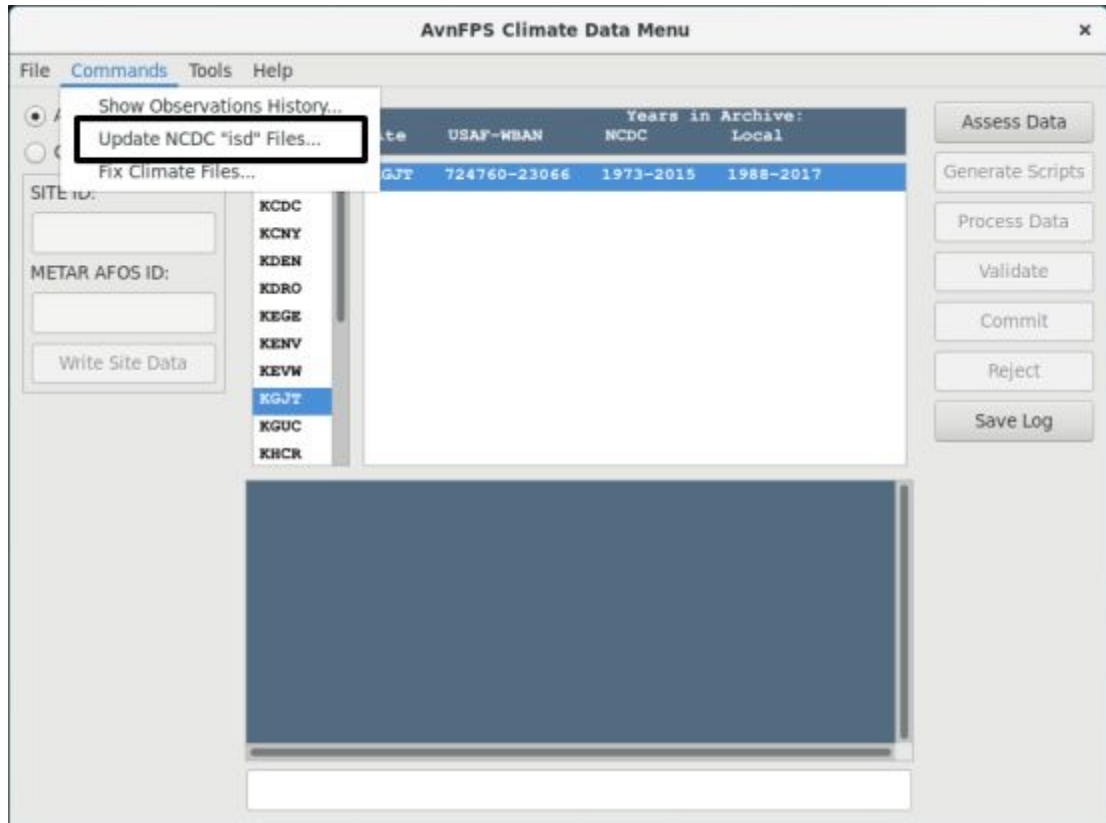 AvnFPS Climate Data Menu
File Commands Tools Help
Show Observations History...
Update NCDC "isd" Files...
Fix Climate Files...
SITE ID:
METAR AFOS ID:
Write Site Data
KCDC
KCNY
KDEN
KDRO
KEGE
KENV
KEVW
KGJT
KGUC
KHCR
Years in Archive:
USAF-WBAN NCDC Local
724760-23066 1973-2015 1988-2017
Assess Data
Generate Scripts
Process Data
Validate
Commit
Reject
Save Log